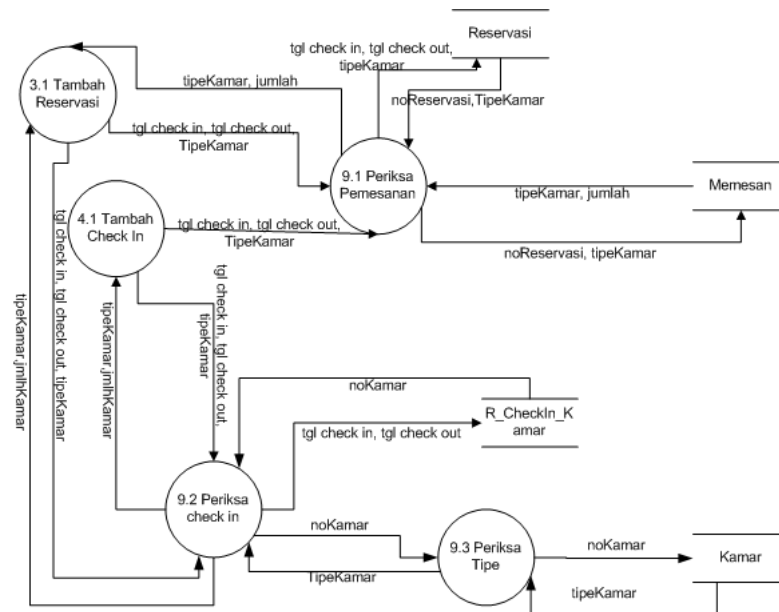 Reservasi
tgl check in, tgl check out,
tipeKamar
3.1 Tambah
Reservasi
tipeKamar, jumlah
noReservasi,TipeKamar
tgl check in, tgl check out,
TipeKamar
9.1 Periksa
Pemesanan
Memesan
tipeKamar, jumlah
4.1 Tambah
Check In
tgl check in, tgl check out,
TipeKamar
noReservasi, tipeKamar
tgl check in, tgl check out, tipeKamar
tipeKamar,jmlhKamar
tipeKamar,jmlhKamar
tgl check in, tgl check out,
tipeKamar
noKamar
R_CheckIn_K
amar
tgl check in, tgl check out
9.2 Periksa
check in
noKamar
9.3 Periksa
Tipe
noKamar
Kamar
TipeKamar
tipeKamar